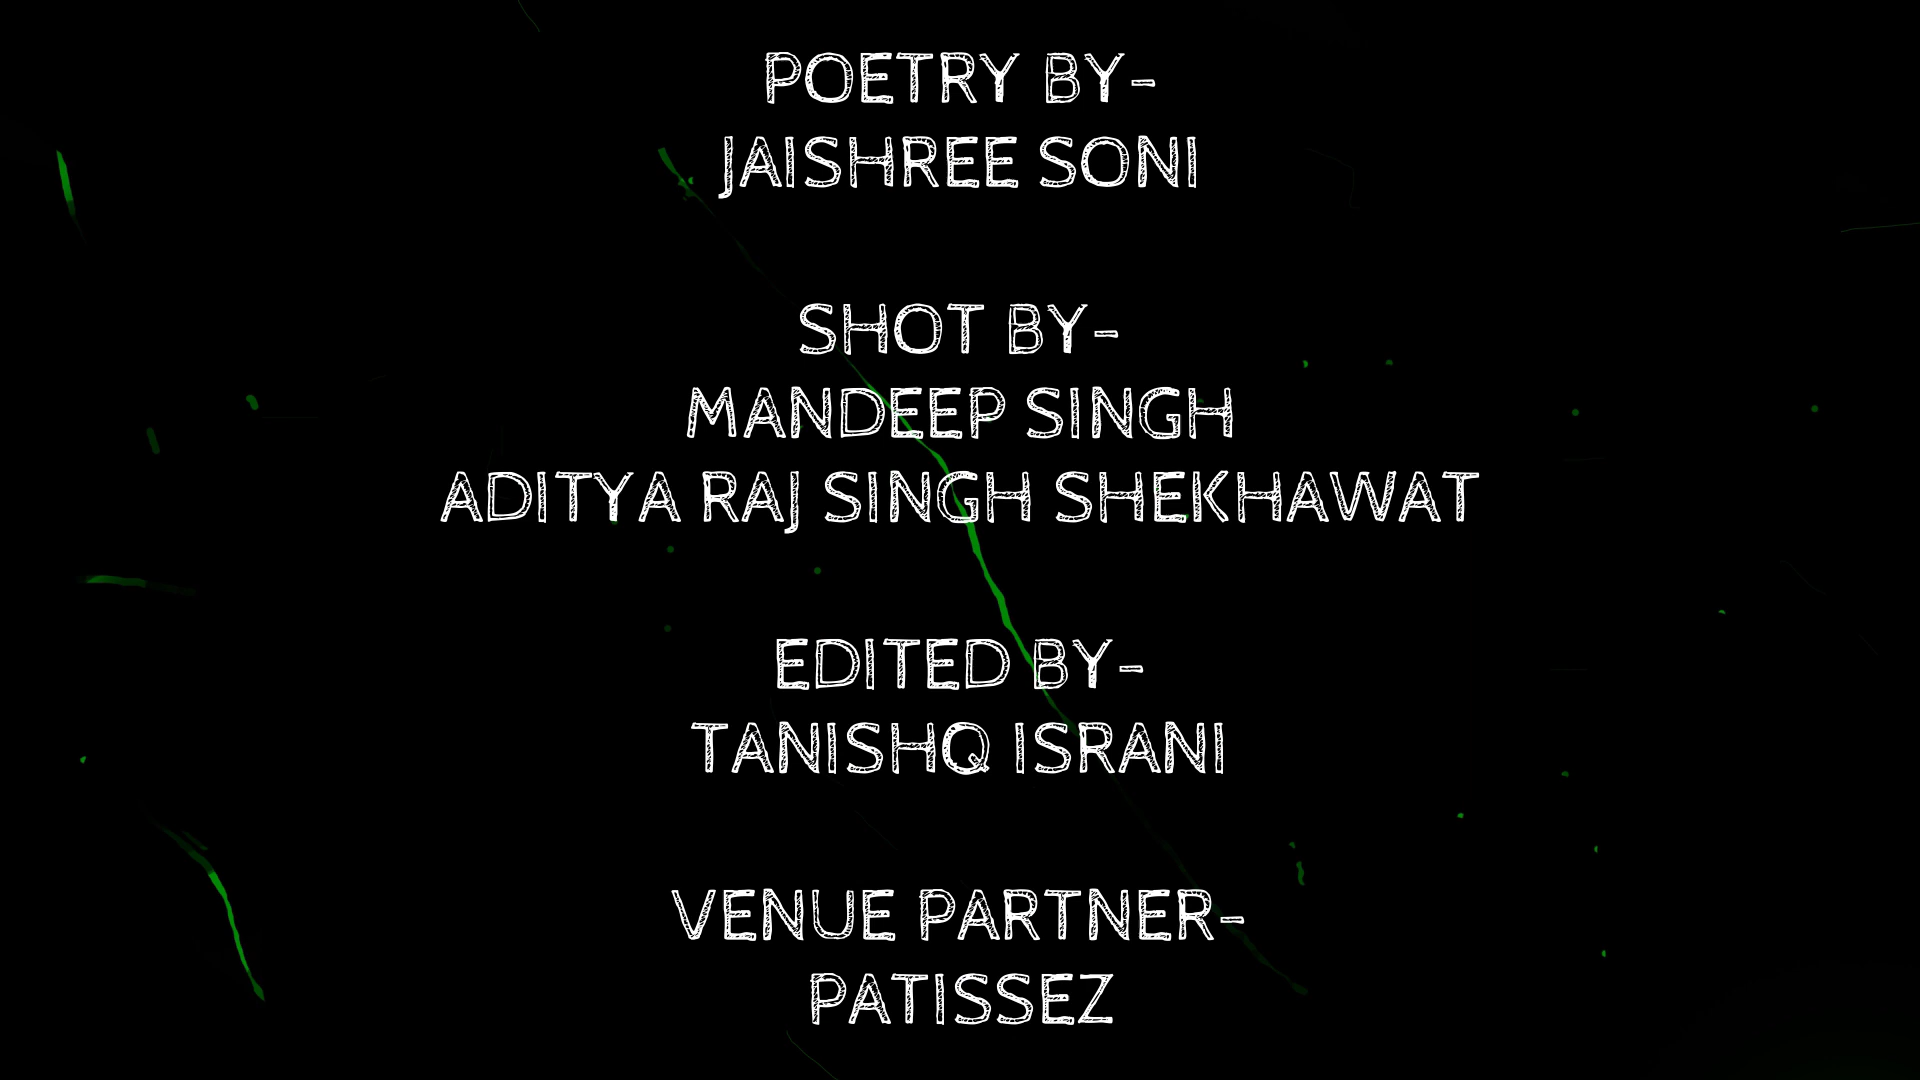 POETRY BY-
JAISHREE SONI
SHOT BY-
MANDEEP SINGH
ADITYA RAJ SINGH SHEKHAWAT
EDITED BY-
TANISHQ ISRANI
VENUE PARTNER-
PATISSEZ